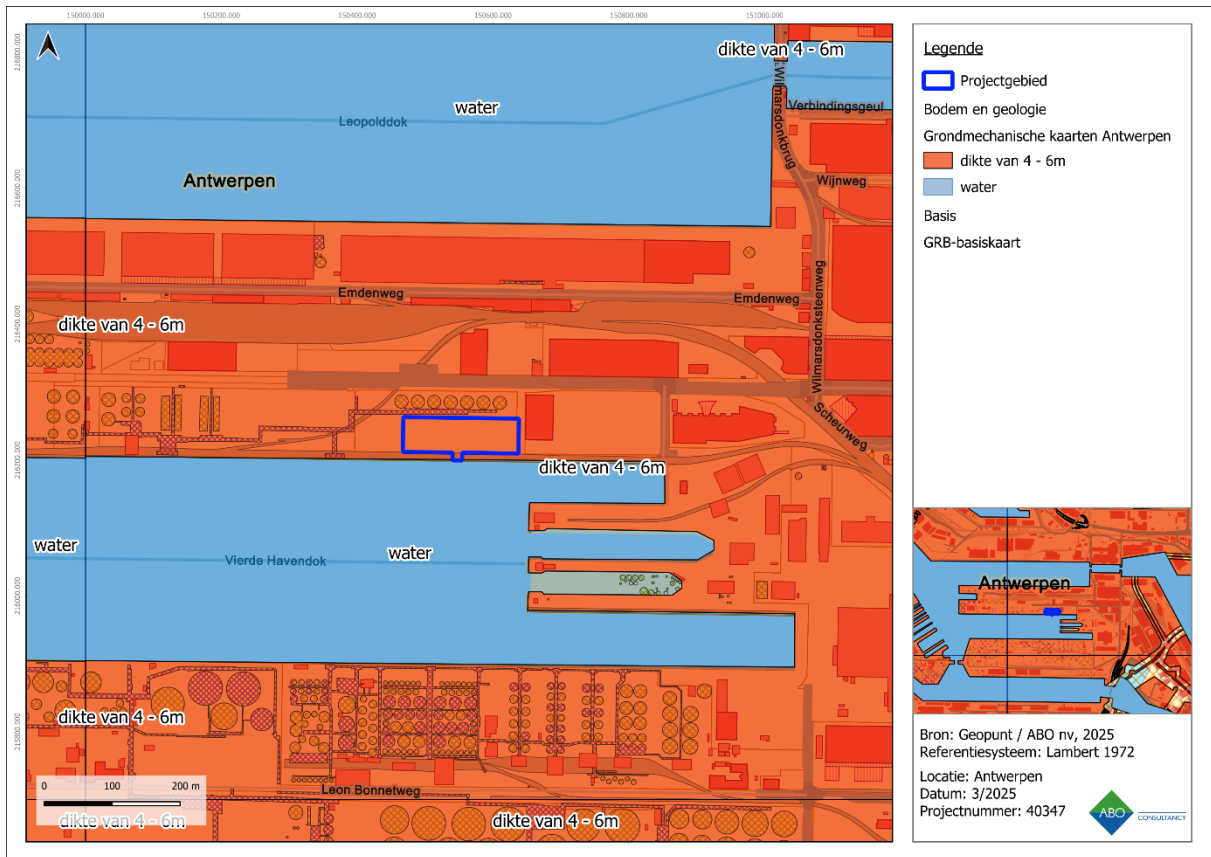 150000.000
150200.000
150400.000
150600.000
150800.000
151000.000
216800.000
216600.000
216400.000
216200.000
216000.000
215800.000
dikte van 4 - 6m
Wilmarsdonkbrug
Verbindingsgeul
water
Leopolddok
Antwerpen
Wijnweg
Emdenweg
Emdenweg
dikte van 4 - 6m
Wilmarsdonksteenweg
Scheurweg
dikte van 4 - 6m
water
water
Vierde Havendok
dikte van 4 - 6m
Leon Bonnetweg
0 100 200 m
dikte van 4 - 6m
dikte van 4 - 6m
Legende
Projectgebied
Bodem en geologie
Grondmechanische kaarten Antwerpen
dikte van 4 - 6m
water
Basis
GRB-basiskaart
Antwerpen
Bron: Geopunt / ABO nv, 2025
Referentiesysteem: Lambert 1972
Locatie: Antwerpen
Datum: 3/2025
Projectnummer: 40347
ABO CONSULTANCY